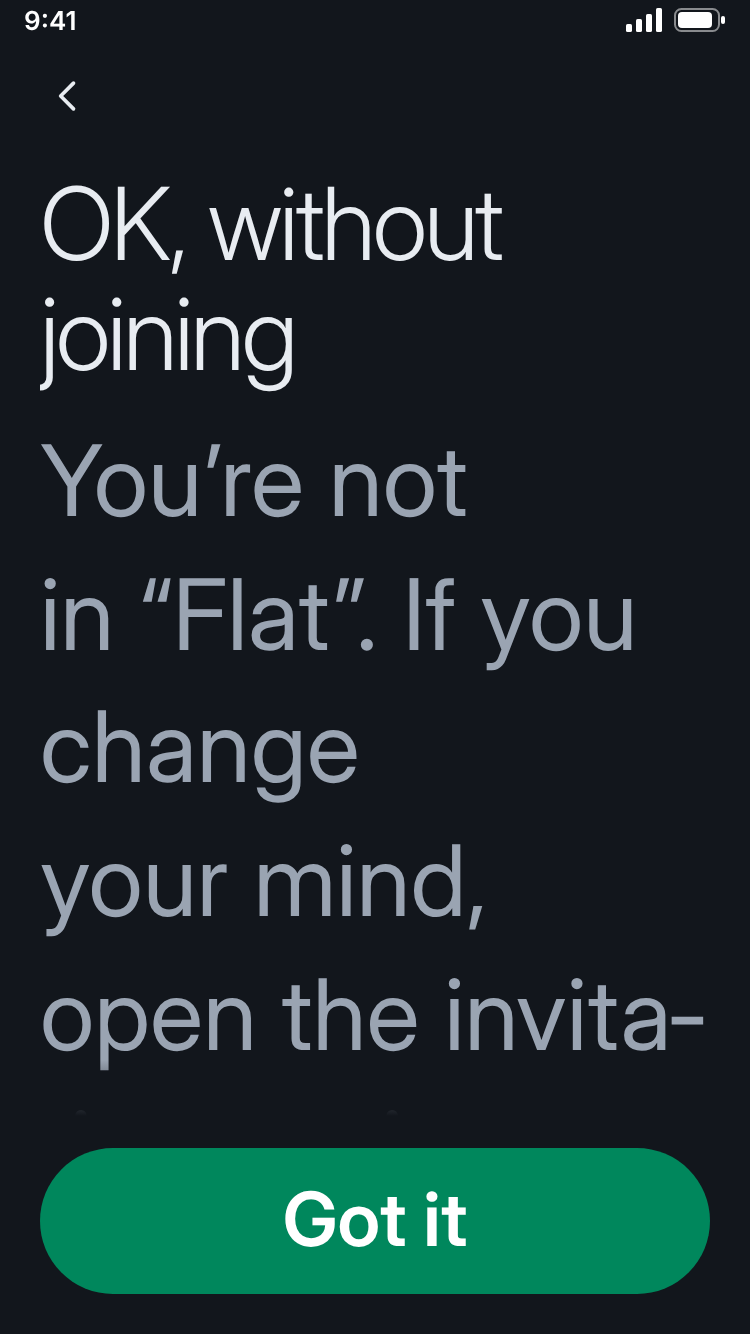 9:41
OK, without
joining
You’re not
in “Flat”. If you
change
your mind,
open the invita-
Got it